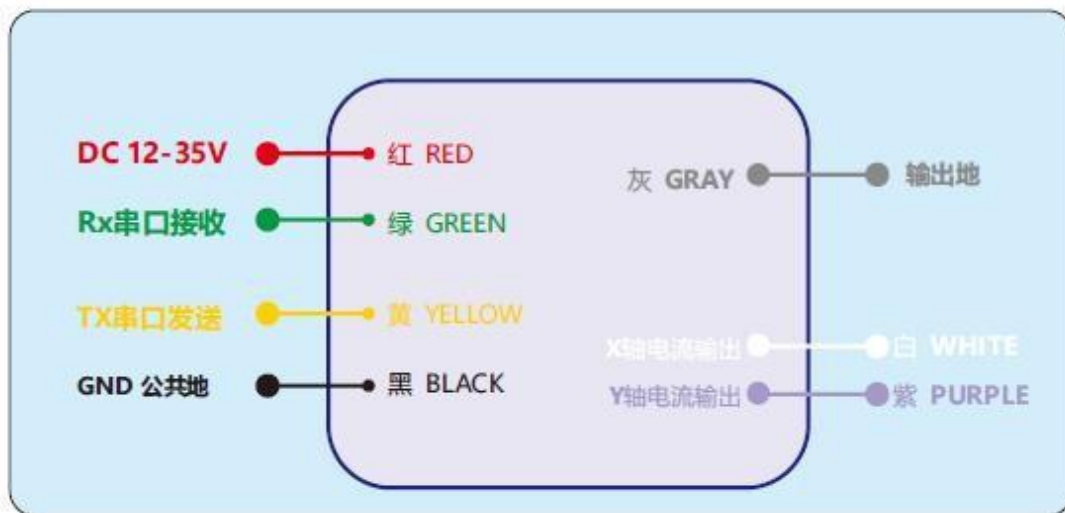 DC 12-35V
红 RED
Rx串口接收
绿 GREEN
TX串口发送
黄 YELLOW
GND 公共地
黑 BLACK
灰 GRAY
输出地
X轴电流输出
白 WHITE
Y轴电流输出
紫 PURPLE